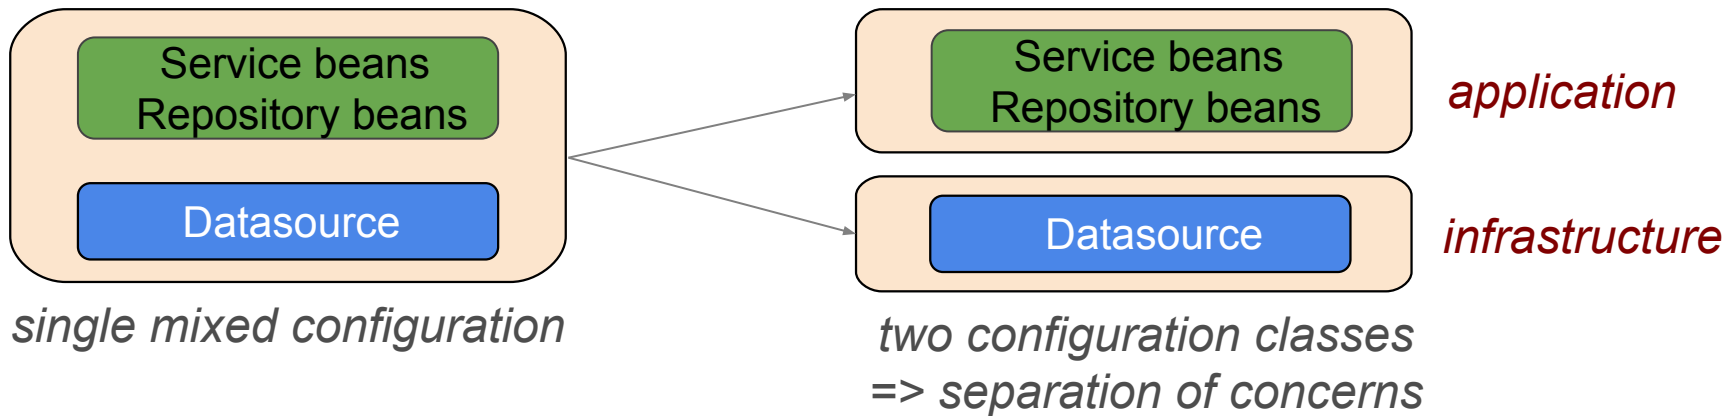 Service beans
Repository beans
Datasource
single mixed configuration
Service beans
Repository beans
application
Datasource
infrastructure
two configuration classes
=> separation of concerns